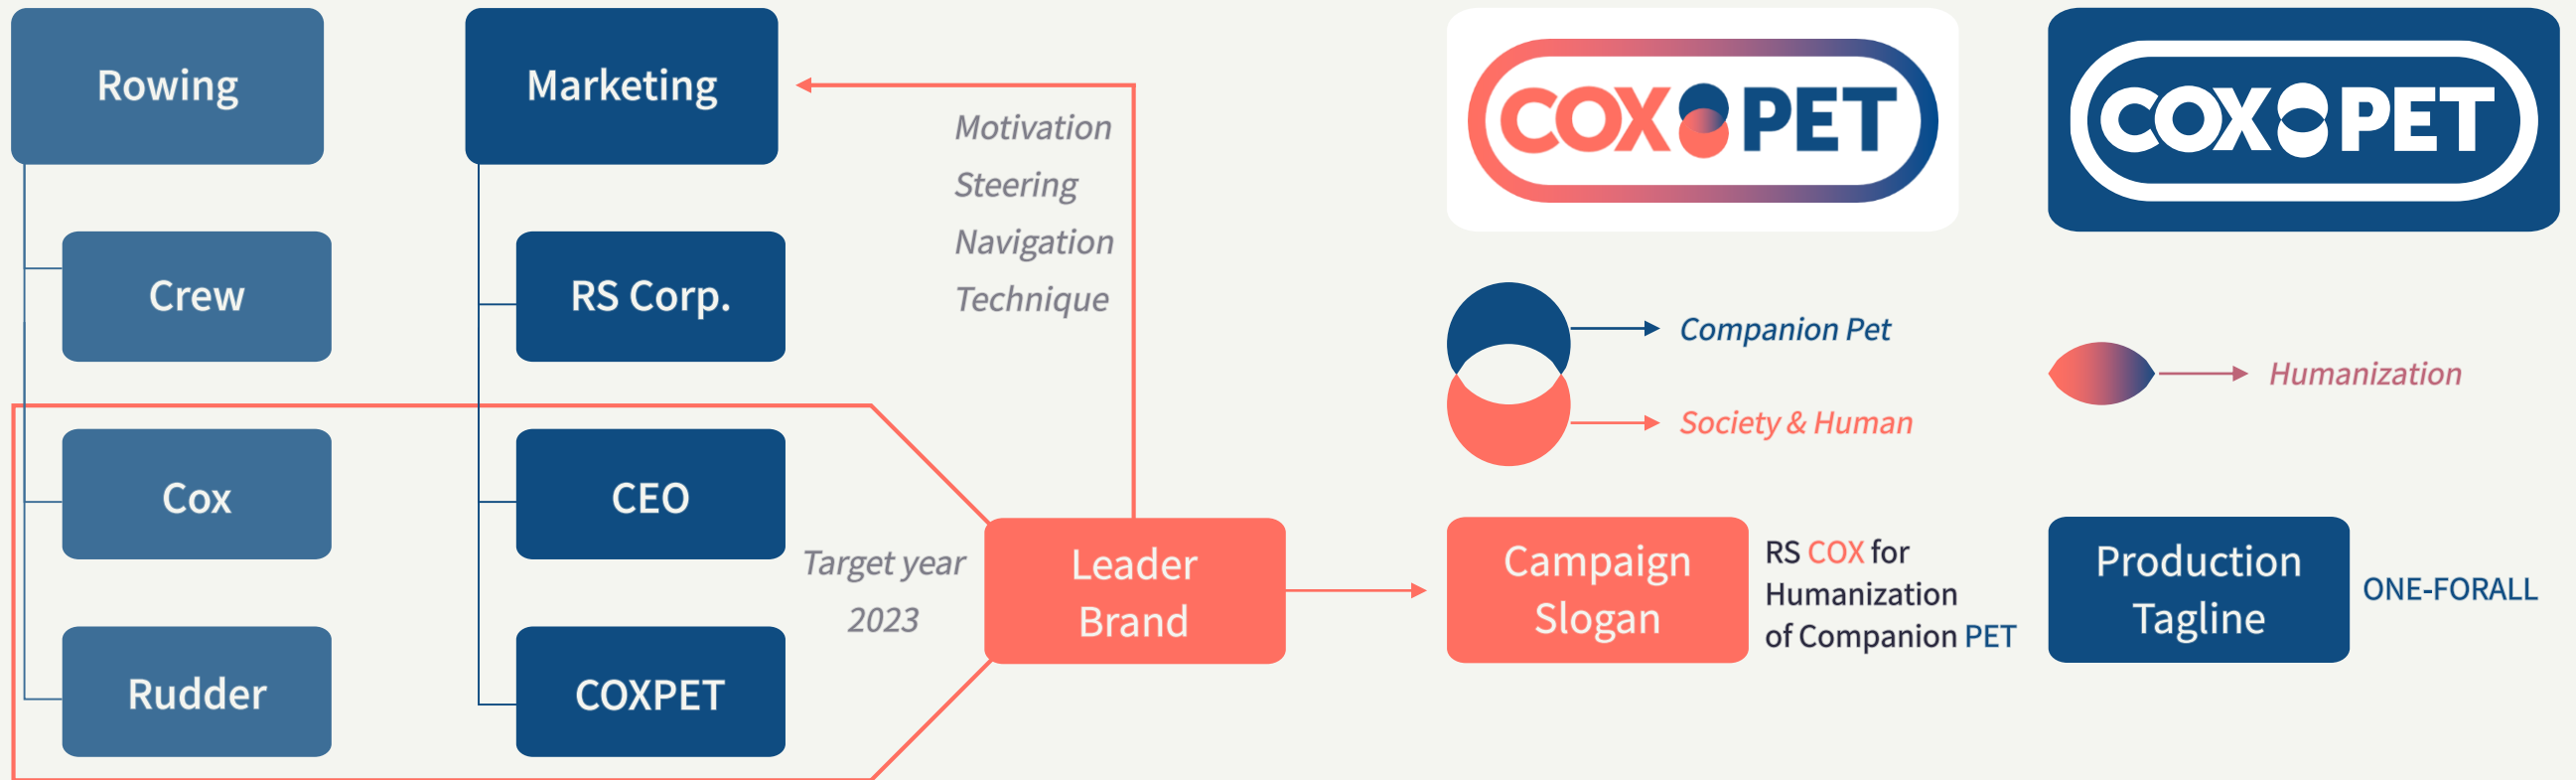 Rowing
Crew
Cox
Rudder
Marketing
RS Corp.
CEO
COXPET
Motivation
Steering
Navigation
Technique
Target year
2023
Leader
Brand
COX PET
COX PET
Companion Pet
Society & Human
Humanization
Campaign
Slogan
RS COX for
Humanization
of Companion PET
Production
Tagline
ONE-FORALL